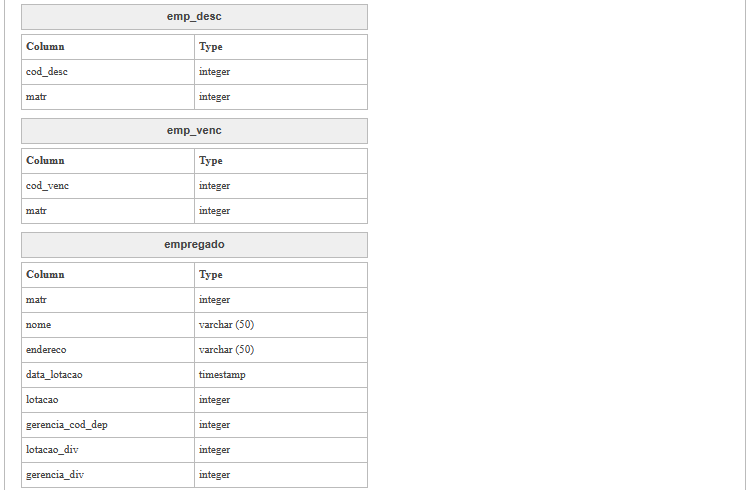 emp_desc
Column Type
cod_desc integer
matr integer
emp_venc
Column Type
cod_venc integer
matr integer
empregado
Column Type
matr integer
nome varchar (50)
endereco varchar (50)
data_lotacao timestamp
lotacao integer
gerencia_cod_dep integer
lotacao_div integer
gerencia_div integer